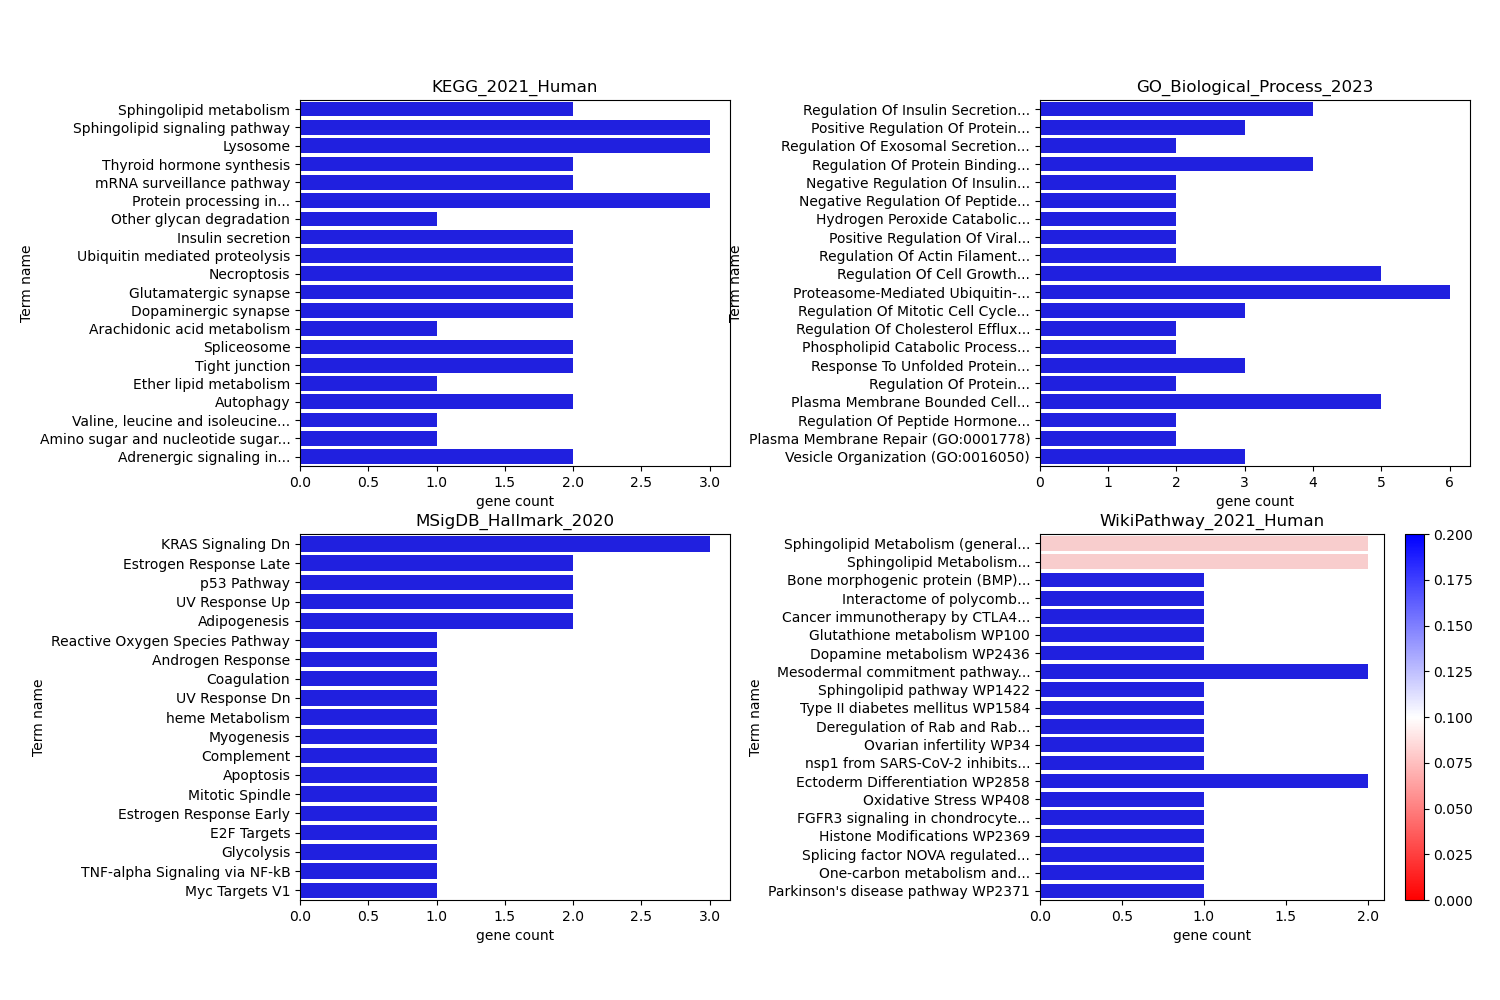 KEGG_2021_Human
Term name
Sphingolipid metabolism
Sphingolipid signaling pathway
Lysosome
Thyroid hormone synthesis
mRNA surveillance pathway
Protein processing in...
Other glycan degradation
Insulin secretion
Ubiquitin mediated proteolysis
Necroptosis
Glutamatergic synapse
Dopaminergic synapse
Arachidonic acid metabolism
Spliceosome
Tight junction
Ether lipid metabolism
Autophagy
Valine, leucine and isoleucine...
Amino sugar and nucleotide sugar...
Adrenergic signaling in...
0.0 0.5 1.0 1.5 2.0 2.5 3.0
gene count
GO_Biological_Process_2023
Term name
Regulation Of Insulin Secretion...
Positive Regulation Of Protein...
Regulation Of Exosomal Secretion...
Regulation Of Protein Binding...
Negative Regulation Of Insulin...
Negative Regulation Of Peptide...
Hydrogen Peroxide Catabolic...
Positive Regulation Of Viral...
Regulation Of Actin Filament...
Regulation Of Cell Growth...
Proteasome-Mediated Ubiquitin-...
Regulation Of Mitotic Cell Cycle...
Regulation Of Cholesterol Efflux...
Phospholipid Catabolic Process...
Response To Unfolded Protein...
Regulation Of Protein...
Plasma Membrane Bounded Cell...
Regulation Of Peptide Hormone...
Plasma Membrane Repair (GO:0001778)
Vesicle Organization (GO:0016050)
0 1 2 3 4 5 6
gene count
MSigDB_Hallmark_2020
Term name
KRAS Signaling Dn
Estrogen Response Late
p53 Pathway
UV Response Up
Adipogenesis
Reactive Oxygen Species Pathway
Androgen Response
Coagulation
UV Response Dn
heme Metabolism
Myogenesis
Complement
Apoptosis
Mitotic Spindle
Estrogen Response Early
E2F Targets
Glycolysis
TNF-alpha Signaling via NF-kB
Myc Targets V1
0.0 0.5 1.0 1.5 2.0 2.5 3.0
gene count
WikiPathway_2021_Human
Term name
Sphingolipid Metabolism (general...
Sphingolipid Metabolism...
Bone morphogenic protein (BMP)...
Interactome of polycomb...
Cancer immunotherapy by CTLA4...
Glutathione metabolism WP100
Dopamine metabolism WP2436
Mesodermal commitment pathway...
Sphingolipid pathway WP1422
Type II diabetes mellitus WP1584
Deregulation of Rab and Rab...
Ovarian infertility WP34
nsp1 from SARS-CoV-2 inhibits...
Ectoderm Differentiation WP2858
Oxidative Stress WP408
FGFR3 signaling in chondrocyte...
Histone Modifications WP2369
Splicing factor NOVA regulated...
One-carbon metabolism and...
Parkinson's disease pathway WP2371
0.0 0.5 1.0 1.5 2.0
gene count
0.200
0.175
0.150
0.125
0.100
0.075
0.050
0.025
0.000